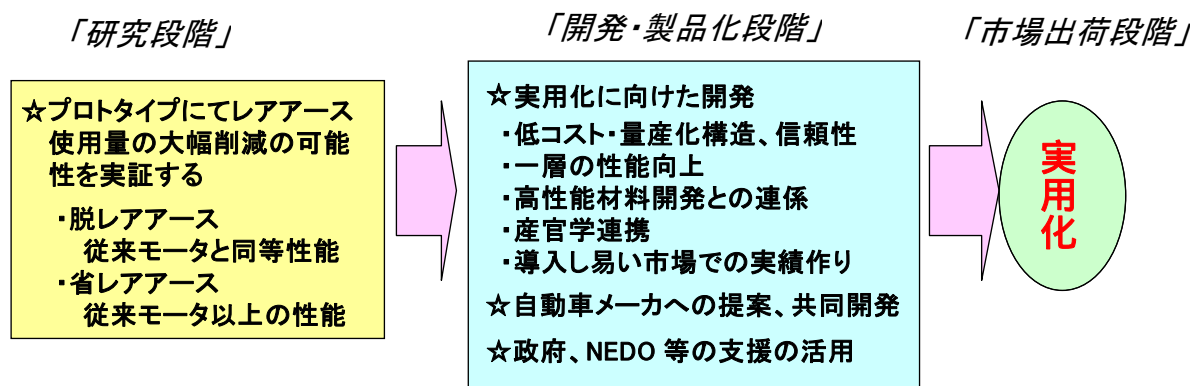 「研究段階」
☆プロトタイプにてレアアース
使用量の大幅削減の可能
性を実証する
・脱レアアース
従来モータと同等性能
・省レアアース
従来モータ以上の性能
「開発・製品化段階」
☆実用化に向けた開発
・低コスト・量産化構造、信頼性
・一層の性能向上
・高性能材料開発との連係
・産官学連携
・導入し易い市場での実績作り
☆自動車メーカへの提案、共同開発
☆政府、NEDO 等の支援の活用
「市場出荷段階」
実用化